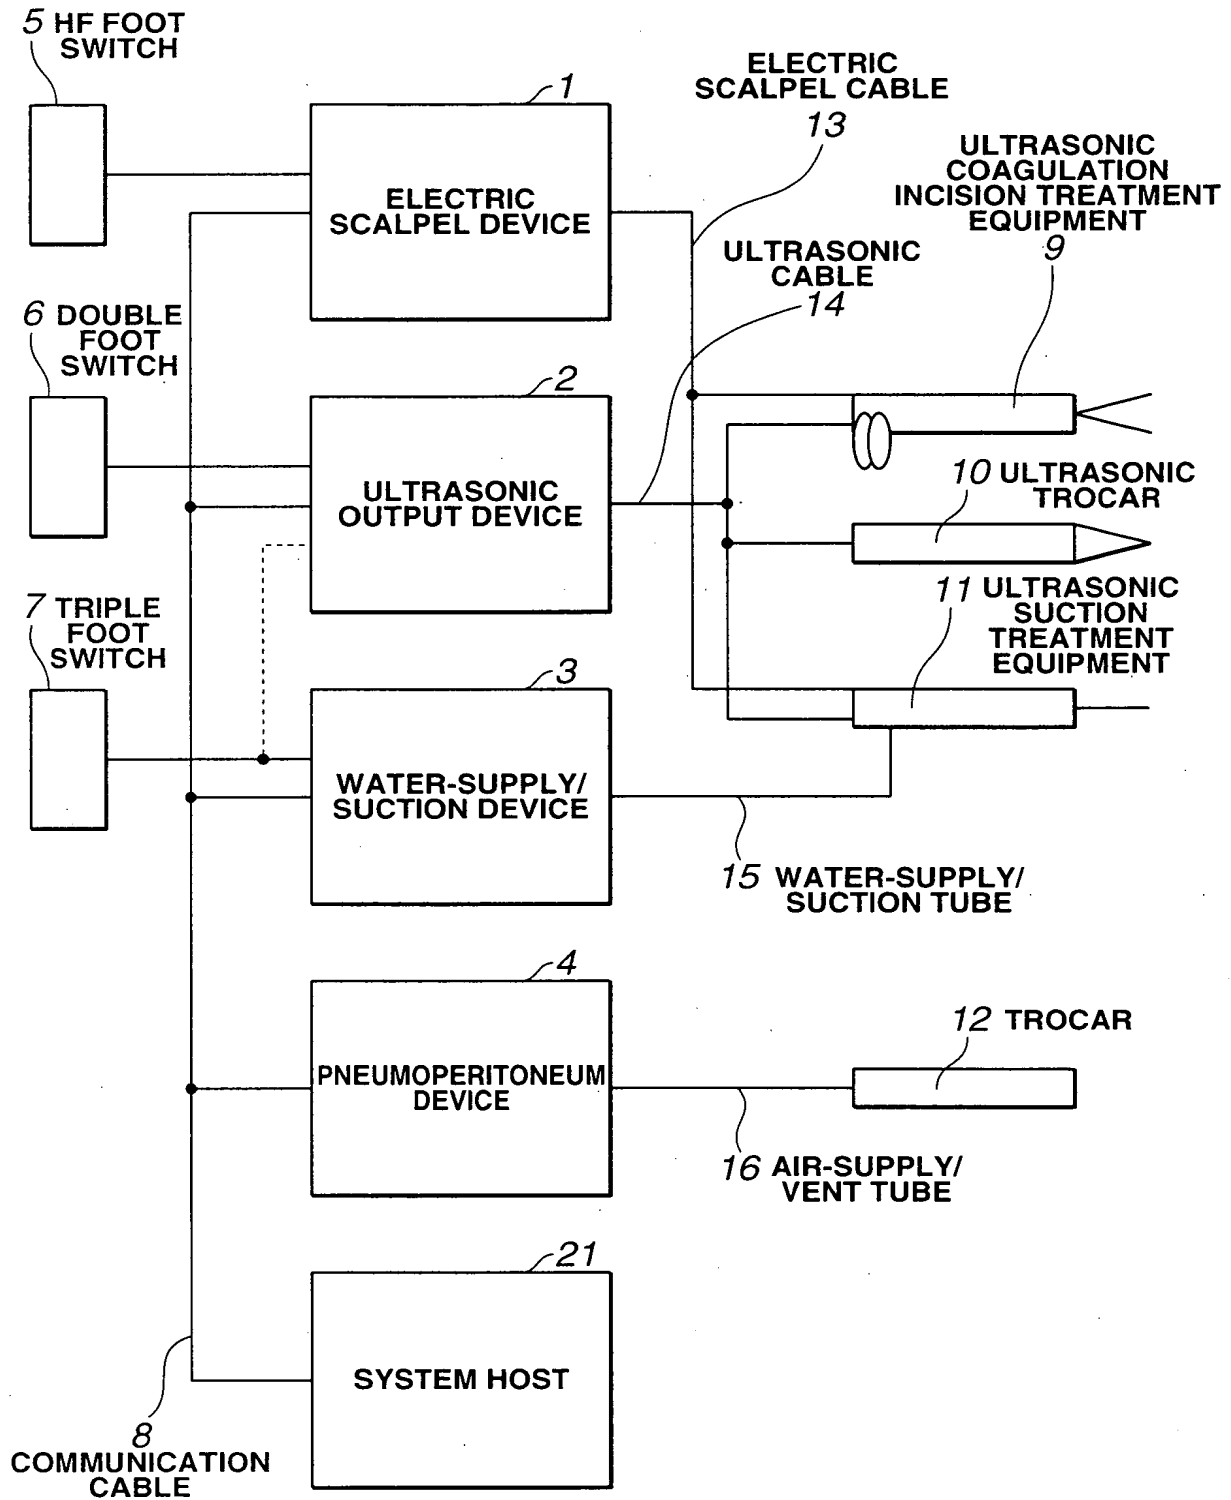 5 HF FOOT
SWITCH
1
ELECTRIC
SCALPEL DEVICE
ELECTRIC
SCALPEL CABLE
13
ULTRASONIC
COAGULATION
INCISION TREATMENT
EQUIPMENT
9
ULTRASONIC
CABLE
14
6 DOUBLE
FOOT
SWITCH
2
ULTRASONIC
OUTPUT DEVICE
10 ULTRASONIC
TROCAR
7 TRIPLE
FOOT
SWITCH
11 ULTRASONIC
SUCTION
TREATMENT
EQUIPMENT
3
WATER-SUPPLY/
SUCTION DEVICE
15 WATER-SUPPLY/
SUCTION TUBE
4
PNEUMOPERITONEUM
DEVICE
12 TROCAR
16 AIR-SUPPLY/
VENT TUBE
21
SYSTEM HOST
8
COMMUNICATION
CABLE